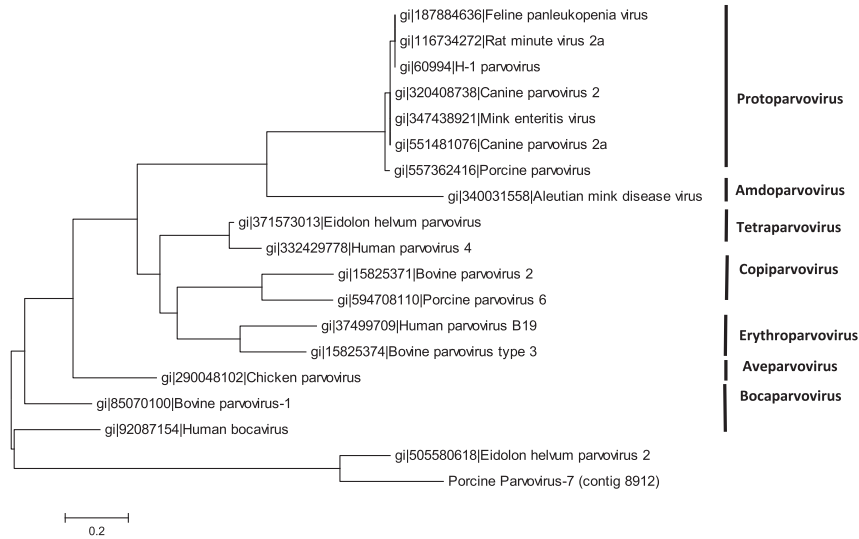 gi|187884636|Feline panleukopenia virus
gi|116734272|Rat minute virus 2a
gi|60994|H-1 parvovirus
gi|320408738|Canine parvovirus 2
gi|347438921|Mink enteritis virus
gi|551481076|Canine parvovirus 2a
gi|557362416|Porcine parvovirus
Protoparvovirus
gi|340031558|Aleutian mink disease virus
Amdoparvovirus
gi|371573013|Eidolon helvum parvovirus
gi|332429778|Human parvovirus 4
Tetraparvovirus
gi|15825371|Bovine parvovirus 2
gi|594708110|Porcine parvovirus 6
Copiparvovirus
gi|37499709|Human parvovirus B19
gi|15825374|Bovine parvovirus type 3
Erythroparvovirus
gi|290048102|Chicken parvovirus
Aveparvovirus
gi|85070100|Bovine parvovirus-1
gi|92087154|Human bocavirus
Bocaparvovirus
gi|505580618|Eidolon helvum parvovirus 2
Porcine Parvovirus-7 (contig 8912)
0.2